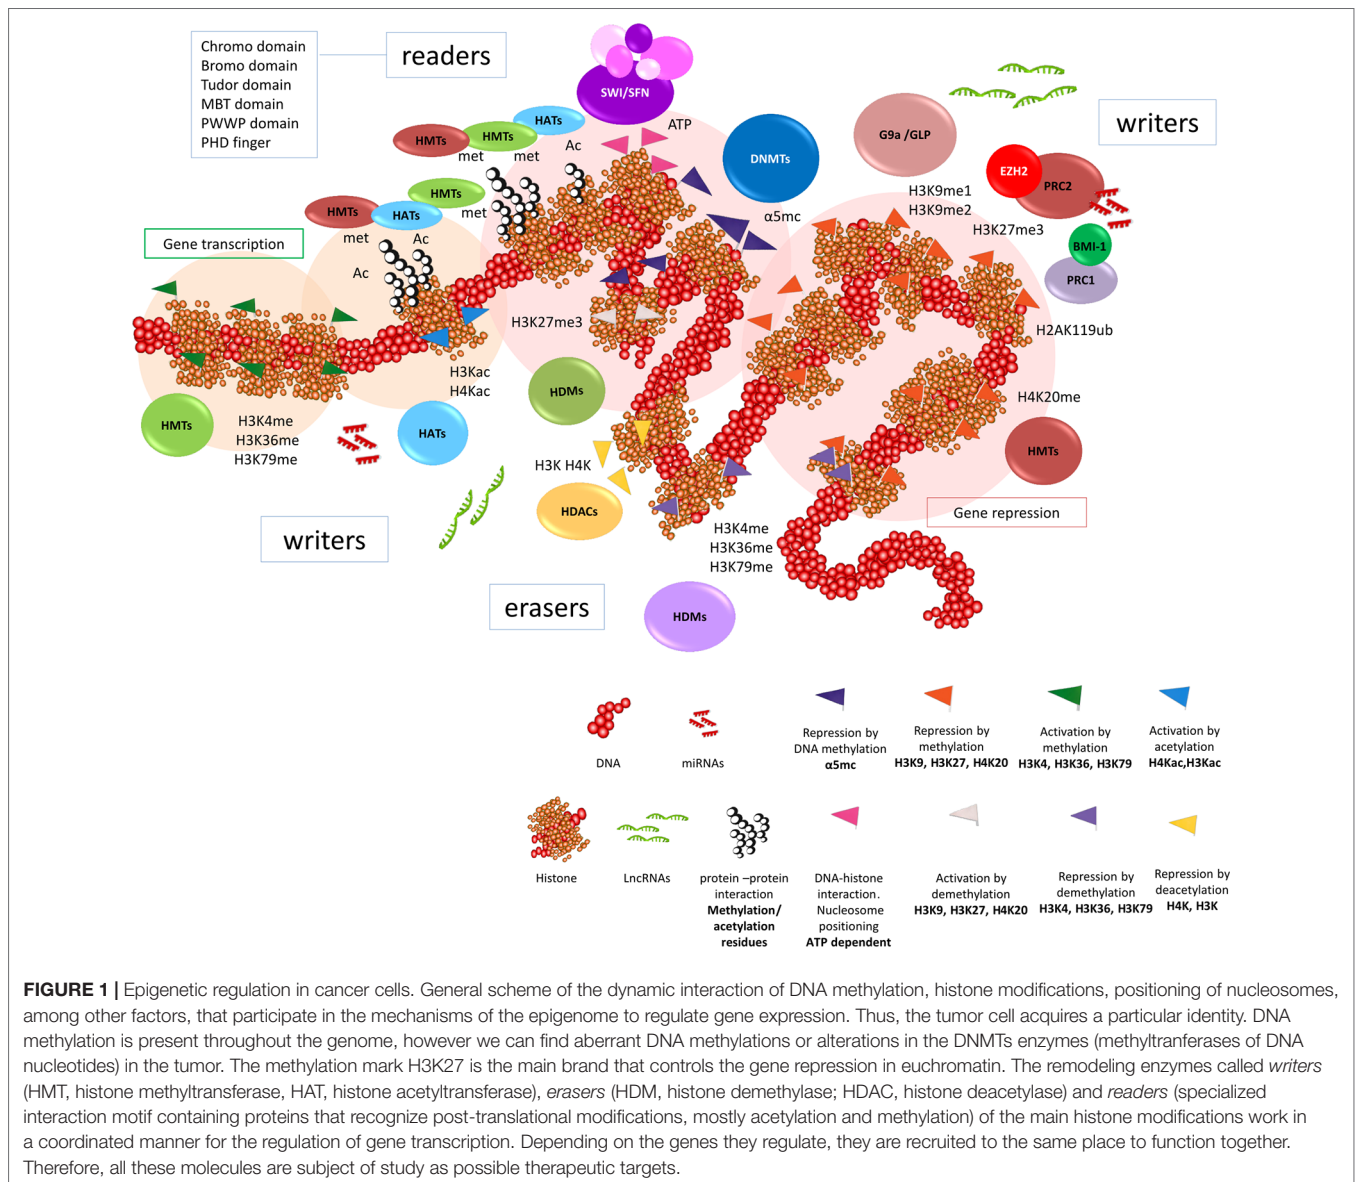 Chromo domain
Bromo domain
Tudor domain
MBT domain
PWWP domain
PHD finger
readers
SWI/SFN
ATP
HATs
HMTs
HMTs
met
met
Ac
DNMTs
α5mc
G9a /GLP
writers
EZH2
PRC2
H3K9me1
H3K9me2
H3K27me3
BMI-1
PRC1
H2AK119ub
HMTs
HMTs
HATs
met
met
Ac
Ac
Gene transcription
H3K27me3
H3Kac
H4Kac
HDMs
H4K20me
HMTs
HMTs
H3K4me
H3K36me
H3K79me
HATs
H3K H4K
HDACs
Gene repression
writers
H3K4me
H3K36me
H3K79me
erasers
HDMs
DNA
miRNAs
Repression by
DNA methylation
α5mc
Repression by
methylation
H3K9, H3K27, H4K20
Activation by
methylation
H3K4, H3K36, H3K79
Activation by
acetylation
H4Kac,H3Kac
Histone
LncRNAs
protein –protein
interaction
Methylation/
acetylation
residues
DNA-histone
interaction.
Nucleosome
positioning
ATP dependent
Activation by
demethylation
H3K9, H3K27, H4K20
Repression by
demethylation
H3K4, H3K36, H3K79
Repression by
deacetylation
H4K, H3K
FIGURE 1 | Epigenetic regulation in cancer cells. General scheme of the dynamic interaction of DNA methylation, histone modifications, positioning of nucleosomes,
among other factors, that participate in the mechanisms of the epigenome to regulate gene expression. Thus, the tumor cell acquires a particular identity. DNA
methylation is present throughout the genome, however we can find aberrant DNA methylations or alterations in the DNMTs enzymes (methyltranferases of DNA
nucleotides) in the tumor. The methylation mark H3K27 is the main brand that controls the gene repression in euchromatin. The remodeling enzymes called writers
(HMT, histone methyltransferase, HAT, histone acetyltransferase), erasers (HDM, histone demethylase; HDAC, histone deacetylase) and readers (specialized
interaction motif containing proteins that recognize post-translational modifications, mostly acetylation and methylation) of the main histone modifications work in
a coordinated manner for the regulation of gene transcription. Depending on the genes they regulate, they are recruited to the same place to function together.
Therefore, all these molecules are subject of study as possible therapeutic targets.